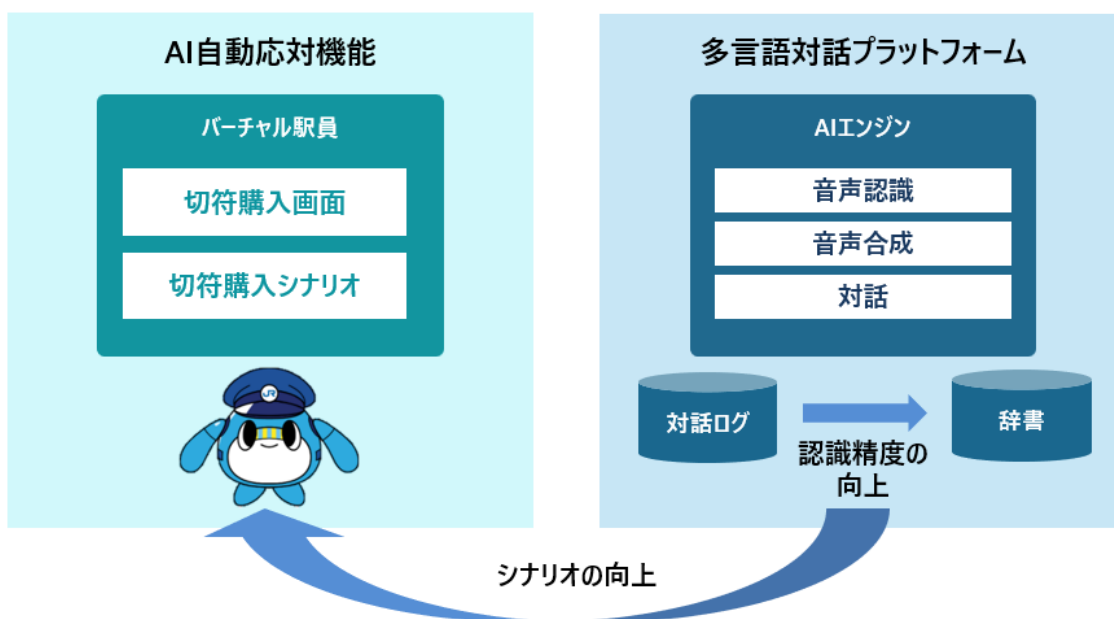 AI自動応対機能
バーチャル駅員
切符購入画面
切符購入シナリオ
JR
多言語対話プラットフォーム
AIエンジン
音声認識
音声合成
対話
対話ログ
認識精度の
向上
辞書
シナリオの向上